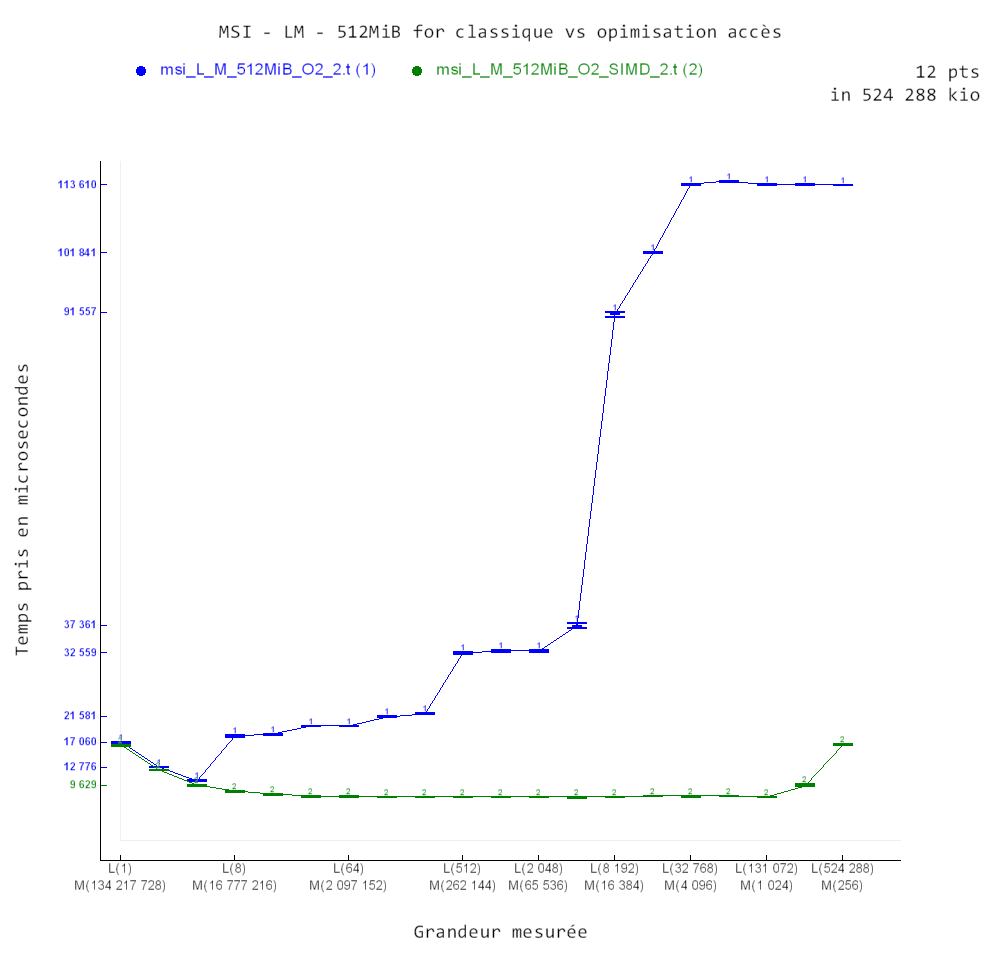 MSI - LM - 512MiB for classique vs opimisation accès
msi_L_M_512MiB_O2_2.t (1)
msi_L_M_512MiB_O2_SIMD_2.t (2)
12 pts
in 524 288 kio
Temps pris en microsecondes
113 610
101 841
91 557
37 361
32 559
21 581
17 060
12 776
9 629
L(1) L(8) L(64) L(512) L(2 048) L(8 192) L(32 768) L(131 072) L(524 288)
M(134 217 728) M(16 777 216) M(2 097 152) M(262 144) M(65 536) M(16 384) M(4 096) M(1 024) M(256)
Grandeur mesurée